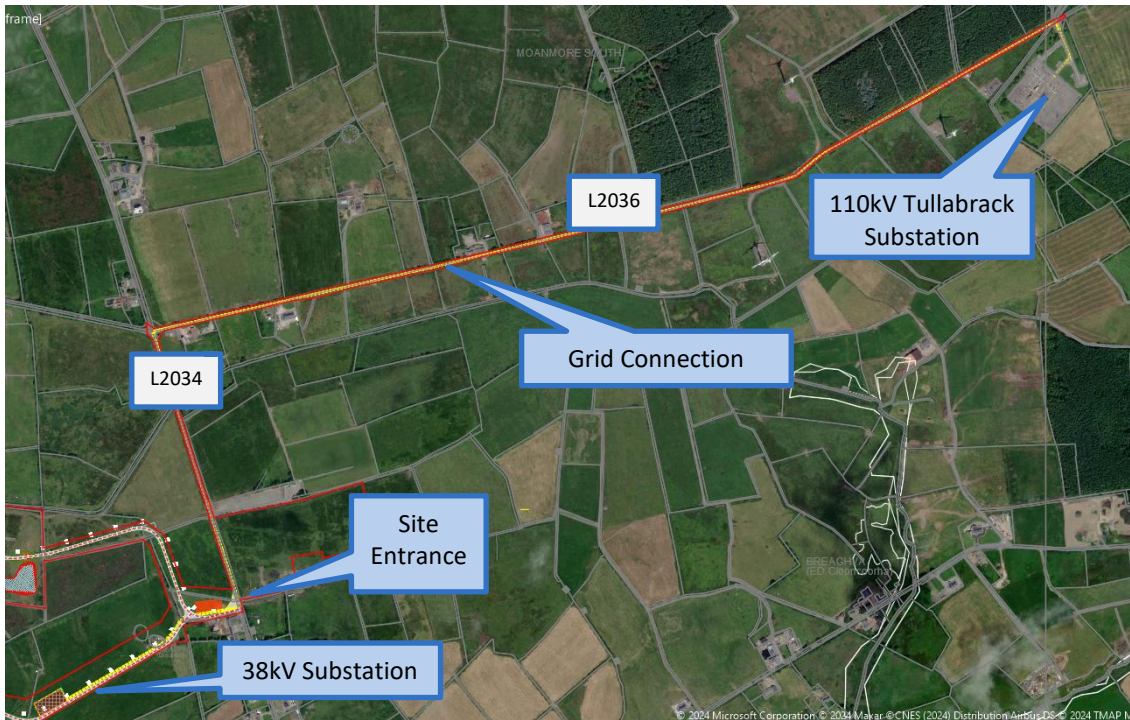 frame]
MOANMORE SOUTH
L2036
110kV Tullabrack
Substation
Grid Connection
L2034
Site
Entrance
BREAGHVA
38kV Substation
© 2024 Microsoft Corporation © 2024 Maxar ©CNES (2024) Distribution Airbus DS © 2024 TMAP M